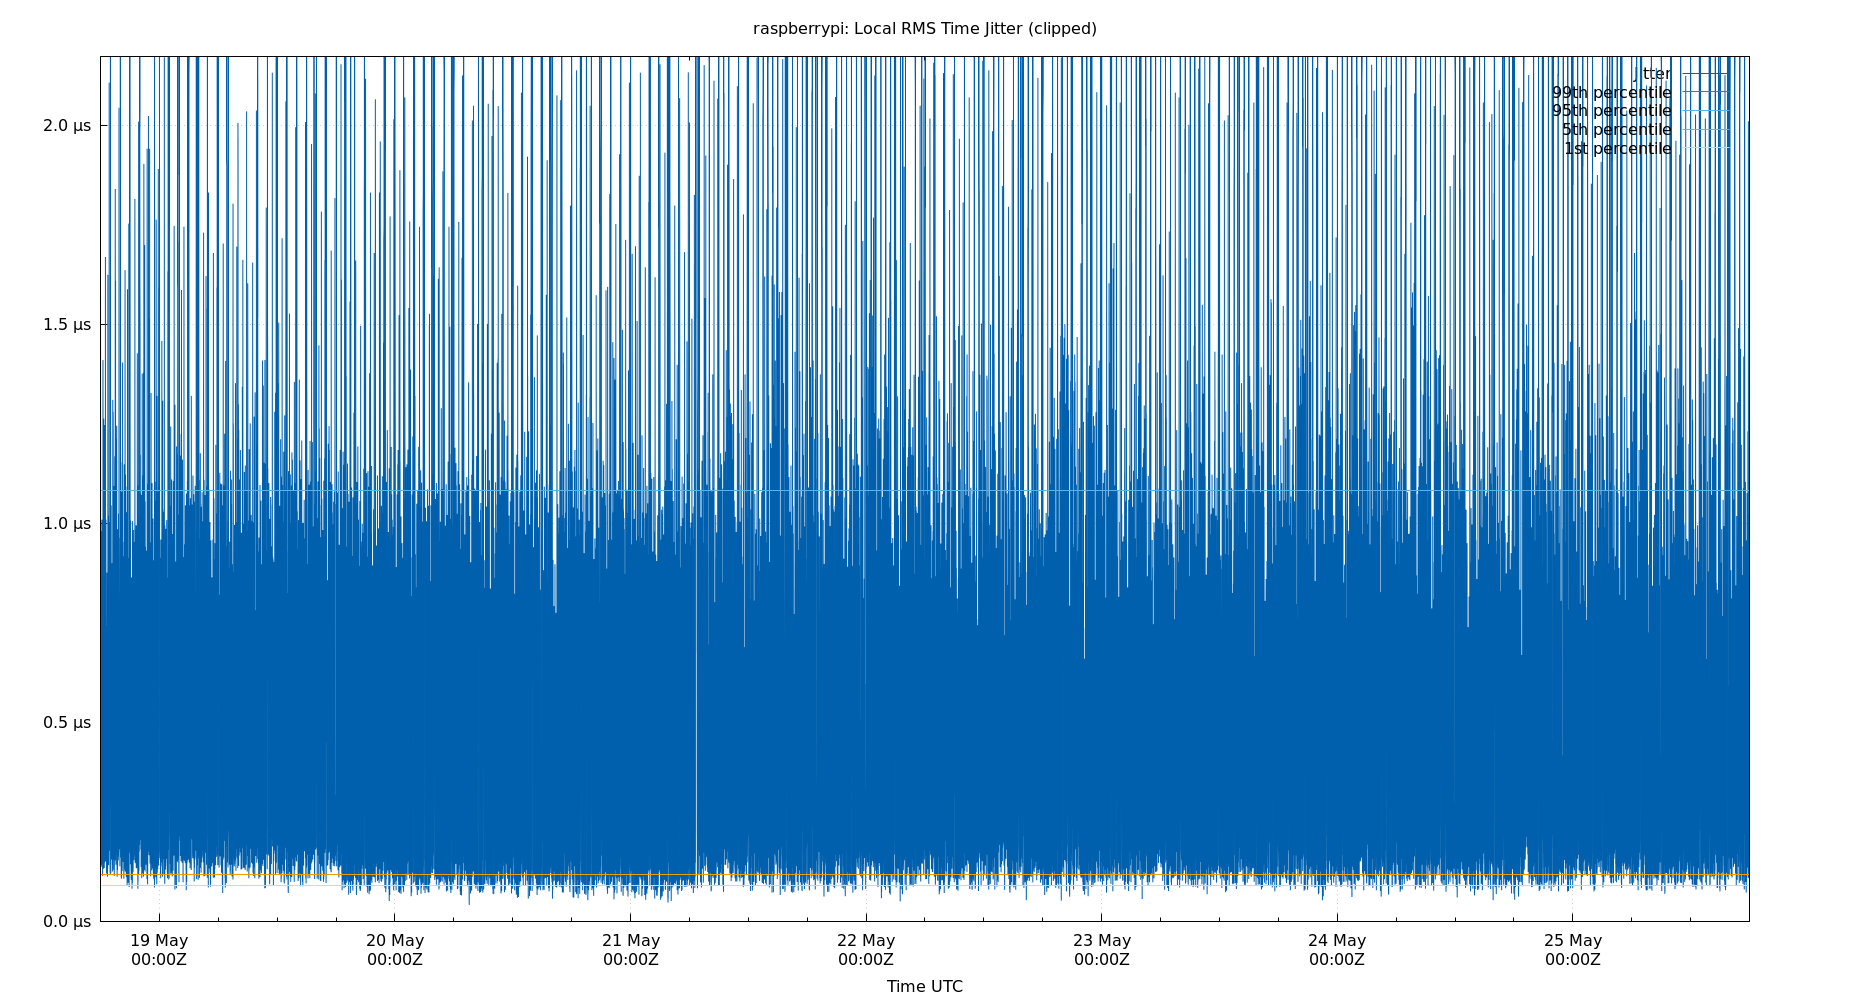 raspberrypi: Local RMS Time Jitter (clipped)
jitter
99th percentile
95th percentile
5th percentile
1st percentile
2.0 µs
1.5 µs
1.0 µs
0.5 µs
0.0 µs
19 May 20 May 21 May 22 May 23 May 24 May 25 May
00:00Z 00:00Z 00:00Z 00:00Z 00:00Z 00:00Z 00:00Z
Time UTC